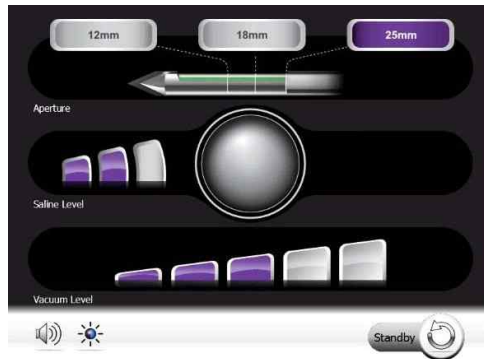 12mm 18mm 25mm
Aperture
Saline Level
Vacuum Level
Standby